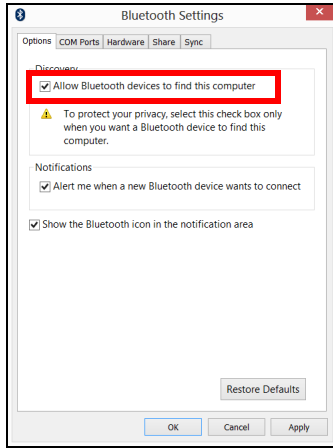 Bluetooth Settings
Options COM Ports Hardware Share Sync
Discovery
Allow Bluetooth devices to find this computer
To protect your privacy, select this check box only
when you want a Bluetooth device to find this
computer.
Notifications
Alert me when a new Bluetooth device wants to connect
Show the Bluetooth icon in the notification area
Restore Defaults
OK Cancel Apply